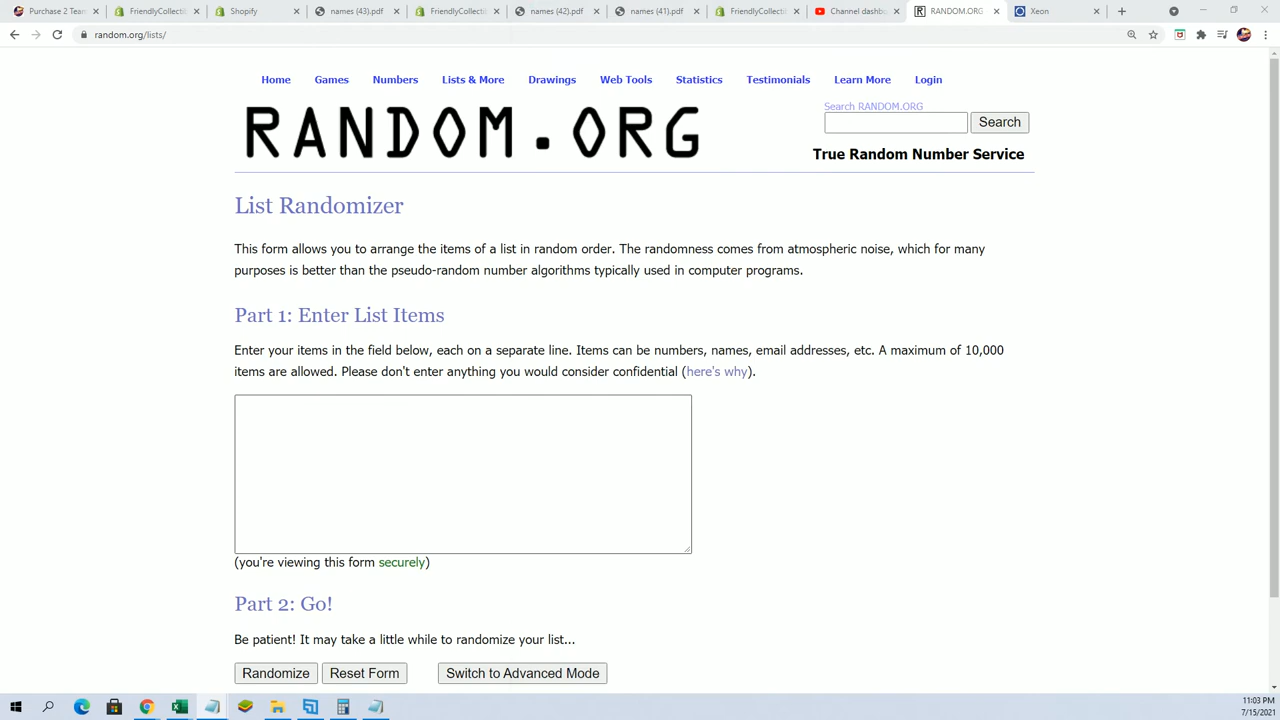 Purchase 2 Team
FriendlyCollectib
Shopify
names (43).pdf
FriendlyCollecti
names (42).pdf
names (41).pdf
FriendlyCollecti
Channel dashbo
RANDOM.ORG
Xeon
random.org/lists/
Home Games Numbers Lists & More Drawings Web Tools Statistics Testimonials Learn More Login
RANDOM.ORG
Search RANDOM.ORG
Search
True Random Number Service
List Randomizer
This form allows you to arrange the items of a list in random order. The randomness comes from atmospheric noise, which for many
purposes is better than the pseudo-random number algorithms typically used in computer programs.
Part 1: Enter List Items
Enter your items in the field below, each on a separate line. Items can be numbers, names, email addresses, etc. A maximum of 10,000
items are allowed. Please don't enter anything you would consider confidential (here's why).
(you're viewing this form securely)
Part 2: Go!
Be patient! It may take a little while to randomize your list...
Randomize Reset Form Switch to Advanced Mode
11:03 PM
7/15/2021